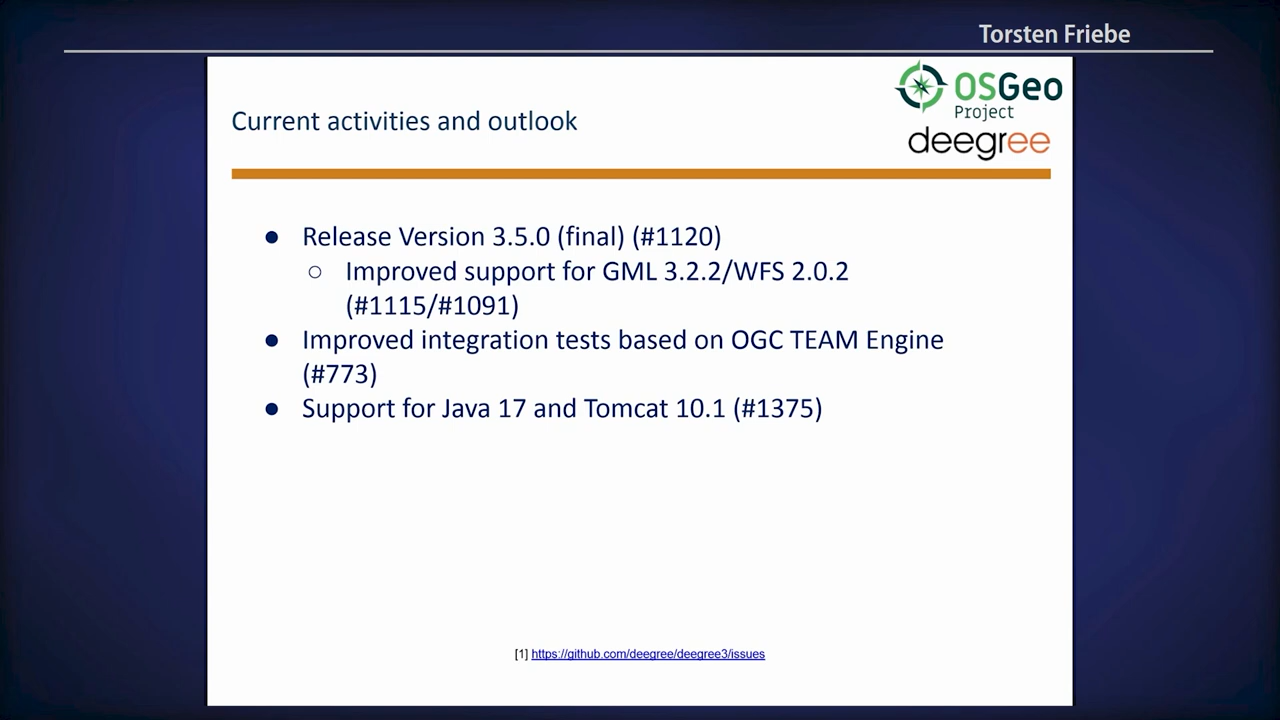 Torsten Friebe
OSGeo
Project
deegree
Current activities and outlook
● Release Version 3.5.0 (final) (#1120)
○ Improved support for GML 3.2.2/WFS 2.0.2
(#1115/#1091)
● Improved integration tests based on OGC TEAM Engine
(#773)
● Support for Java 17 and Tomcat 10.1 (#1375)
[1] https://github.com/deegree/deegree3/issues